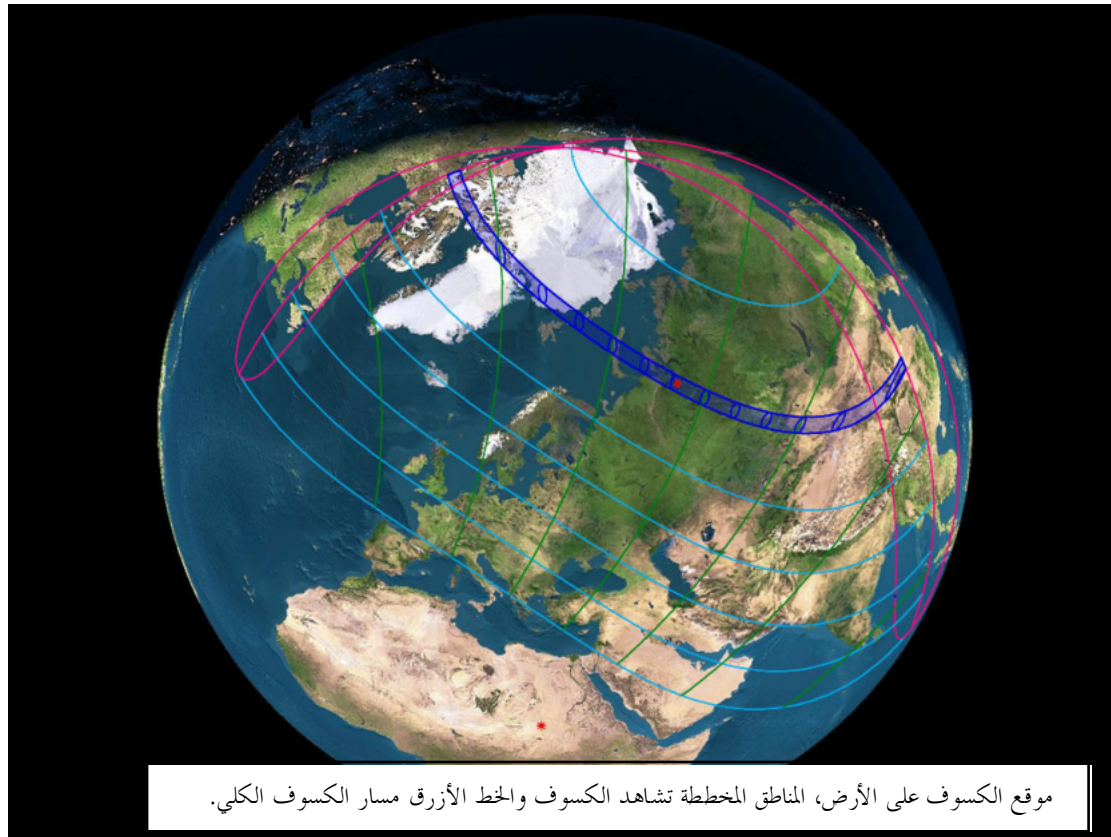 موقع الكسوف على الأرض، المناطق المخططة تشاهد الكسوف والخط الأزرق مسار الكسوف الكلي.